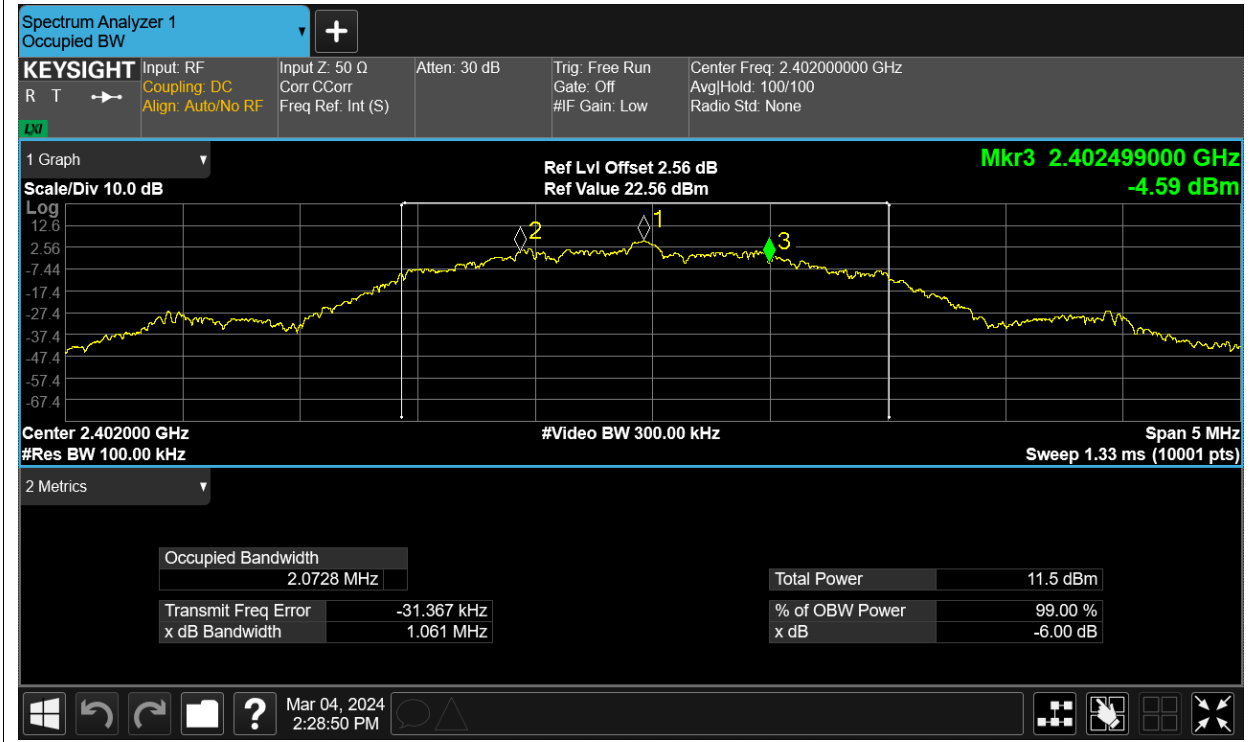 Spectrum Analyzer 1
Occupied BW
KEYSIGHT
R T
LXI
Input: RF
Coupling: DC
Align: Auto/No RF
Input Z: 50 Ω
Corr CCorr
Freq Ref: Int (S)
Atten: 30 dB
Trig: Free Run
Gate: Off
#IF Gain: Low
Center Freq: 2.402000000 GHz
Avg|Hold: 100/100
Radio Std: None
1 Graph
Scale/Div 10.0 dB
Ref Lvl Offset 2.56 dB
Ref Value 22.56 dBm
Mkr3 2.402499000 GHz
-4.59 dBm
Log
12.6
2.56
-7.44
-17.4
-27.4
-37.4
-47.4
-57.4
-67.4
2
1
3
Center 2.402000 GHz
#Res BW 100.00 kHz
#Video BW 300.00 kHz
Span 5 MHz
Sweep 1.33 ms (10001 pts)
2 Metrics
Occupied Bandwidth
2.0728 MHz
Transmit Freq Error -31.367 kHz
x dB Bandwidth 1.061 MHz
Total Power 11.5 dBm
% of OBW Power 99.00 %
x dB -6.00 dB
?
Mar 04, 2024
2:28:50 PM